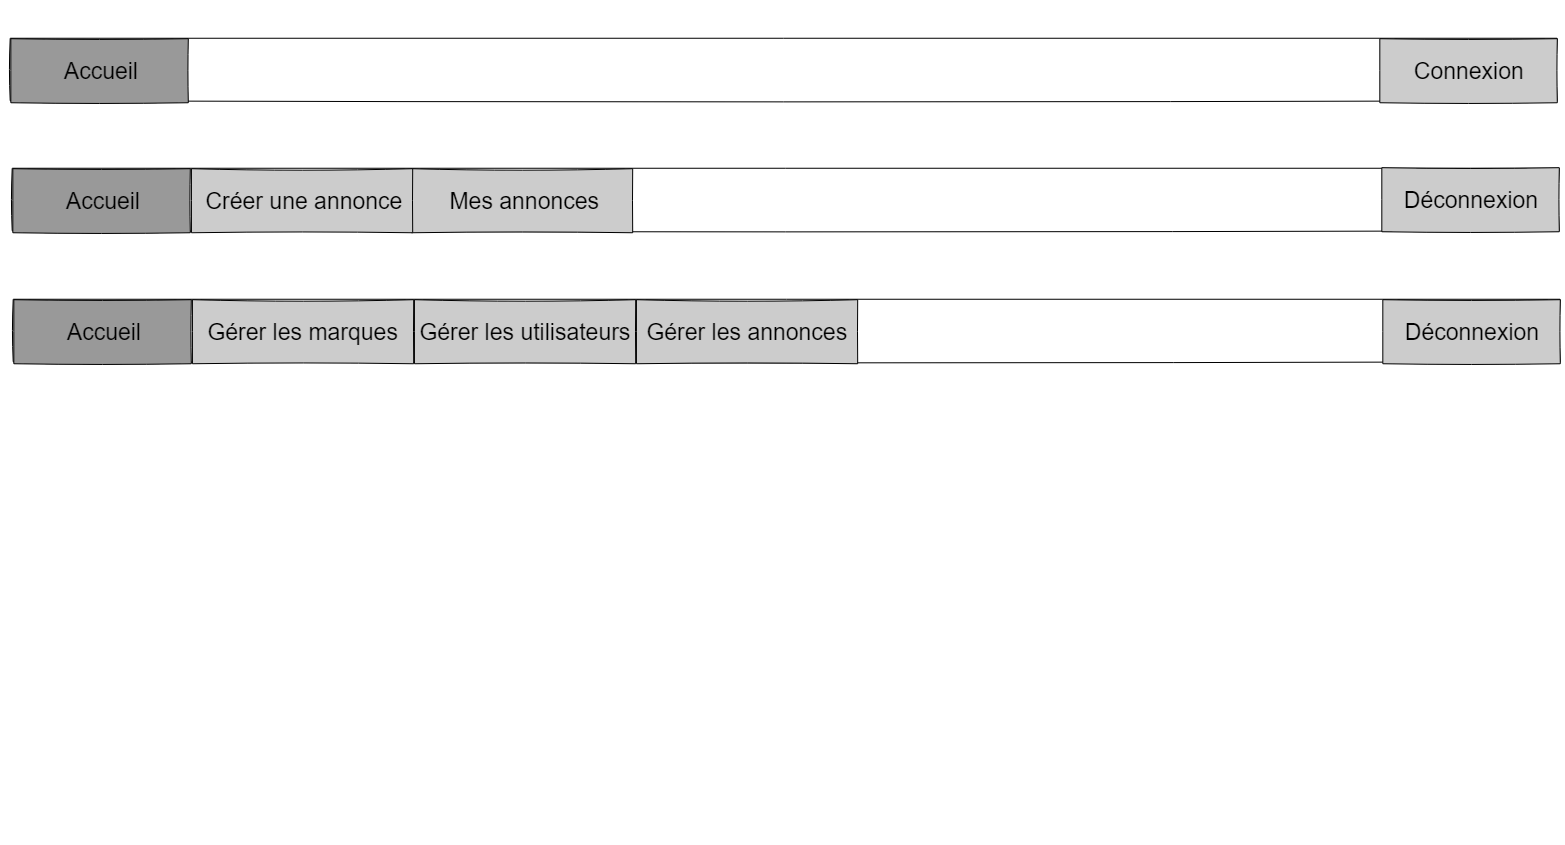 Accueil Connexion
Accueil Créer une annonce Mes annonces Déconnexion
Accueil Gérer les marques Gérer les utilisateurs Gérer les annonces Déconnexion